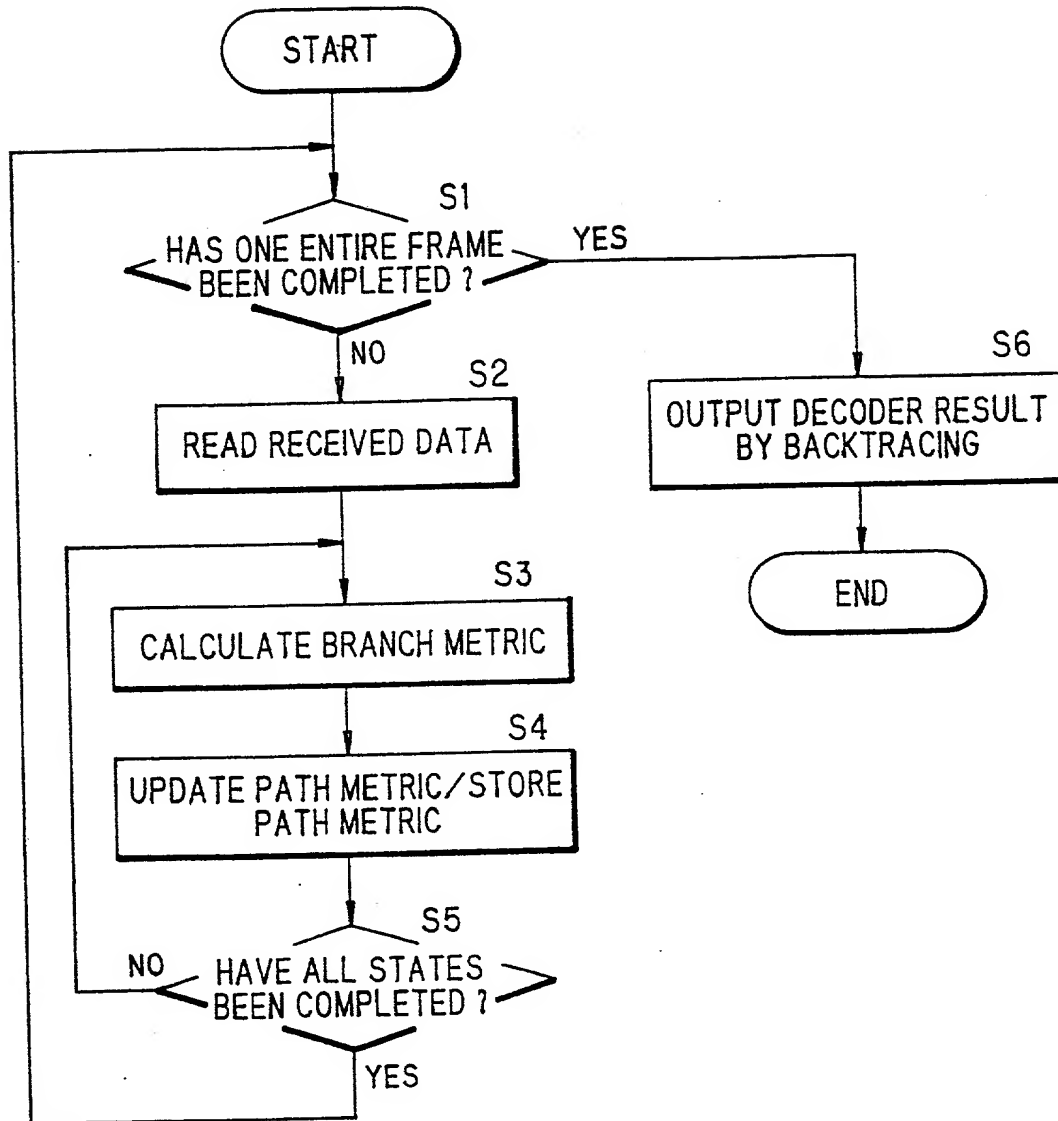 START
S1
HAS ONE ENTIRE FRAME
BEEN COMPLETED ?
YES
NO
S2
READ RECEIVED DATA
S6
OUTPUT DECODER RESULT
BY BACKTRACING
END
S3
CALCULATE BRANCH METRIC
S4
UPDATE PATH METRIC/STORE
PATH METRIC
S5
NO
HAVE ALL STATES
BEEN COMPLETED ?
YES